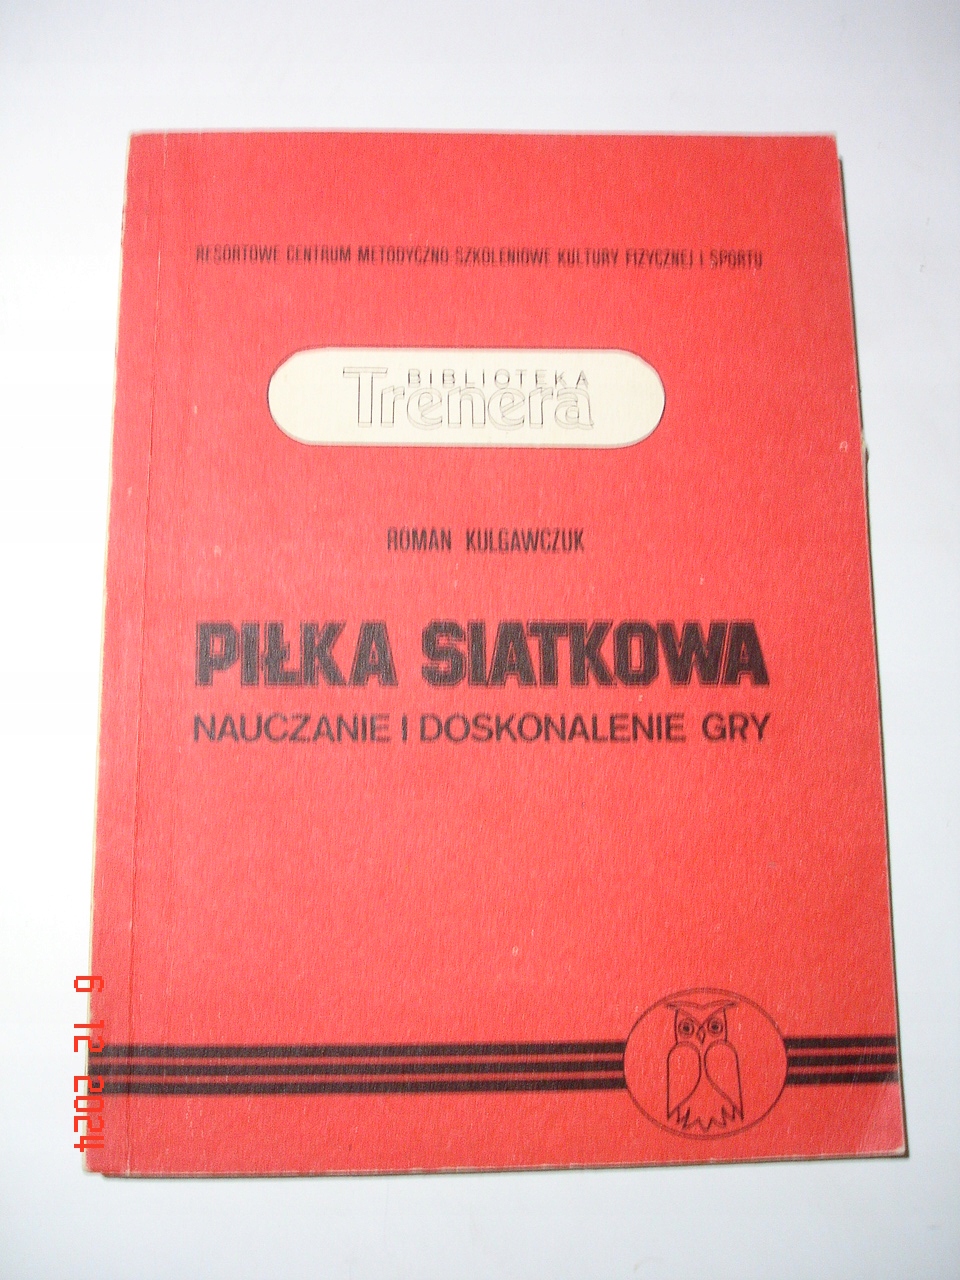 RESORTOWE CENTRUM METODYCZNO-SZKOLENIOWE KULTURY FIZYCZNEJ I SPORTU
BIBLIOTEKA
Trenera
ROMAN KULGAWCZUK
PIŁKA SIATKOWA
NAUCZANIE I DOSKONALENIE GRY
6 12 2024